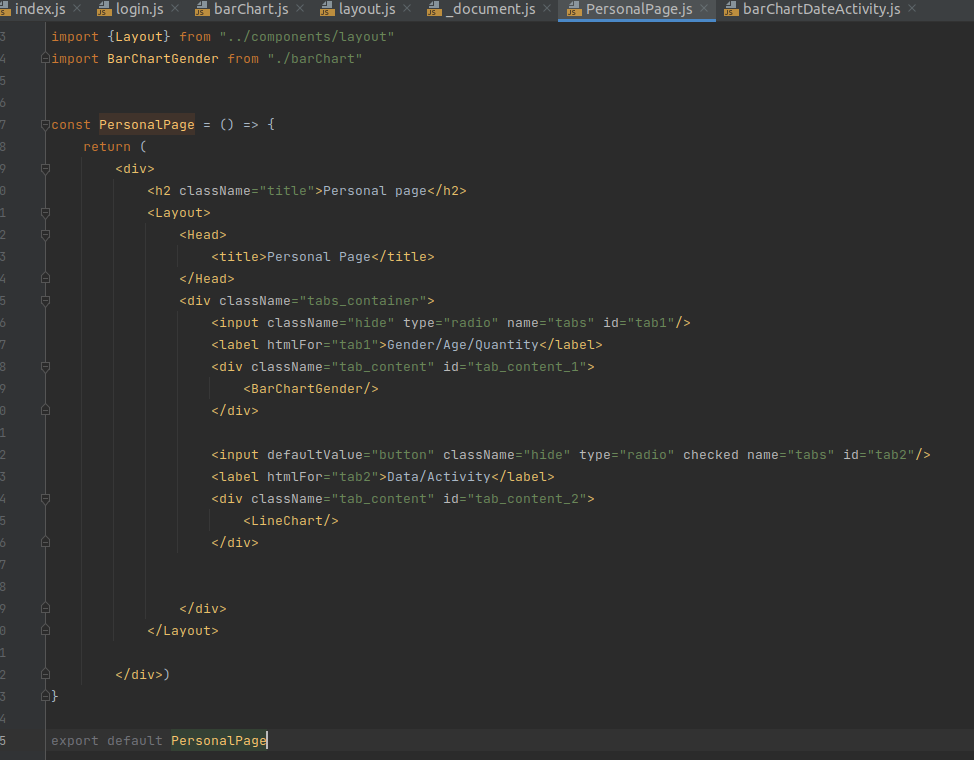 index.js login.js barChart.js layout.js _document.js PersonalPage.js barChartDateActivity.js
3 import {Layout} from "../components/layout"
4 import BarChartGender from "./barChart"
5
6
7 const PersonalPage = () => {
8 return (
9 <div>
0 <h2 className="title">Personal page</h2>
1 <Layout>
2 <Head>
3 <title>Personal Page</title>
4 </Head>
5 <div className="tabs_container">
6 <input className="hide" type="radio" name="tabs" id="tab1"/>
7 <label htmlFor="tab1">Gender/Age/Quantity</label>
8 <div className="tab_content" id="tab_content_1">
9 <BarChartGender/>
0 </div>
1
2 <input defaultValue="button" className="hide" type="radio" checked name="tabs" id="tab2"/>
3 <label htmlFor="tab2">Data/Activity</label>
4 <div className="tab_content" id="tab_content_2">
5 <LineChart/>
6 </div>
7
8
9 </div>
0 </Layout>
1
2 </div>)
3 }
4
5 export default PersonalPage